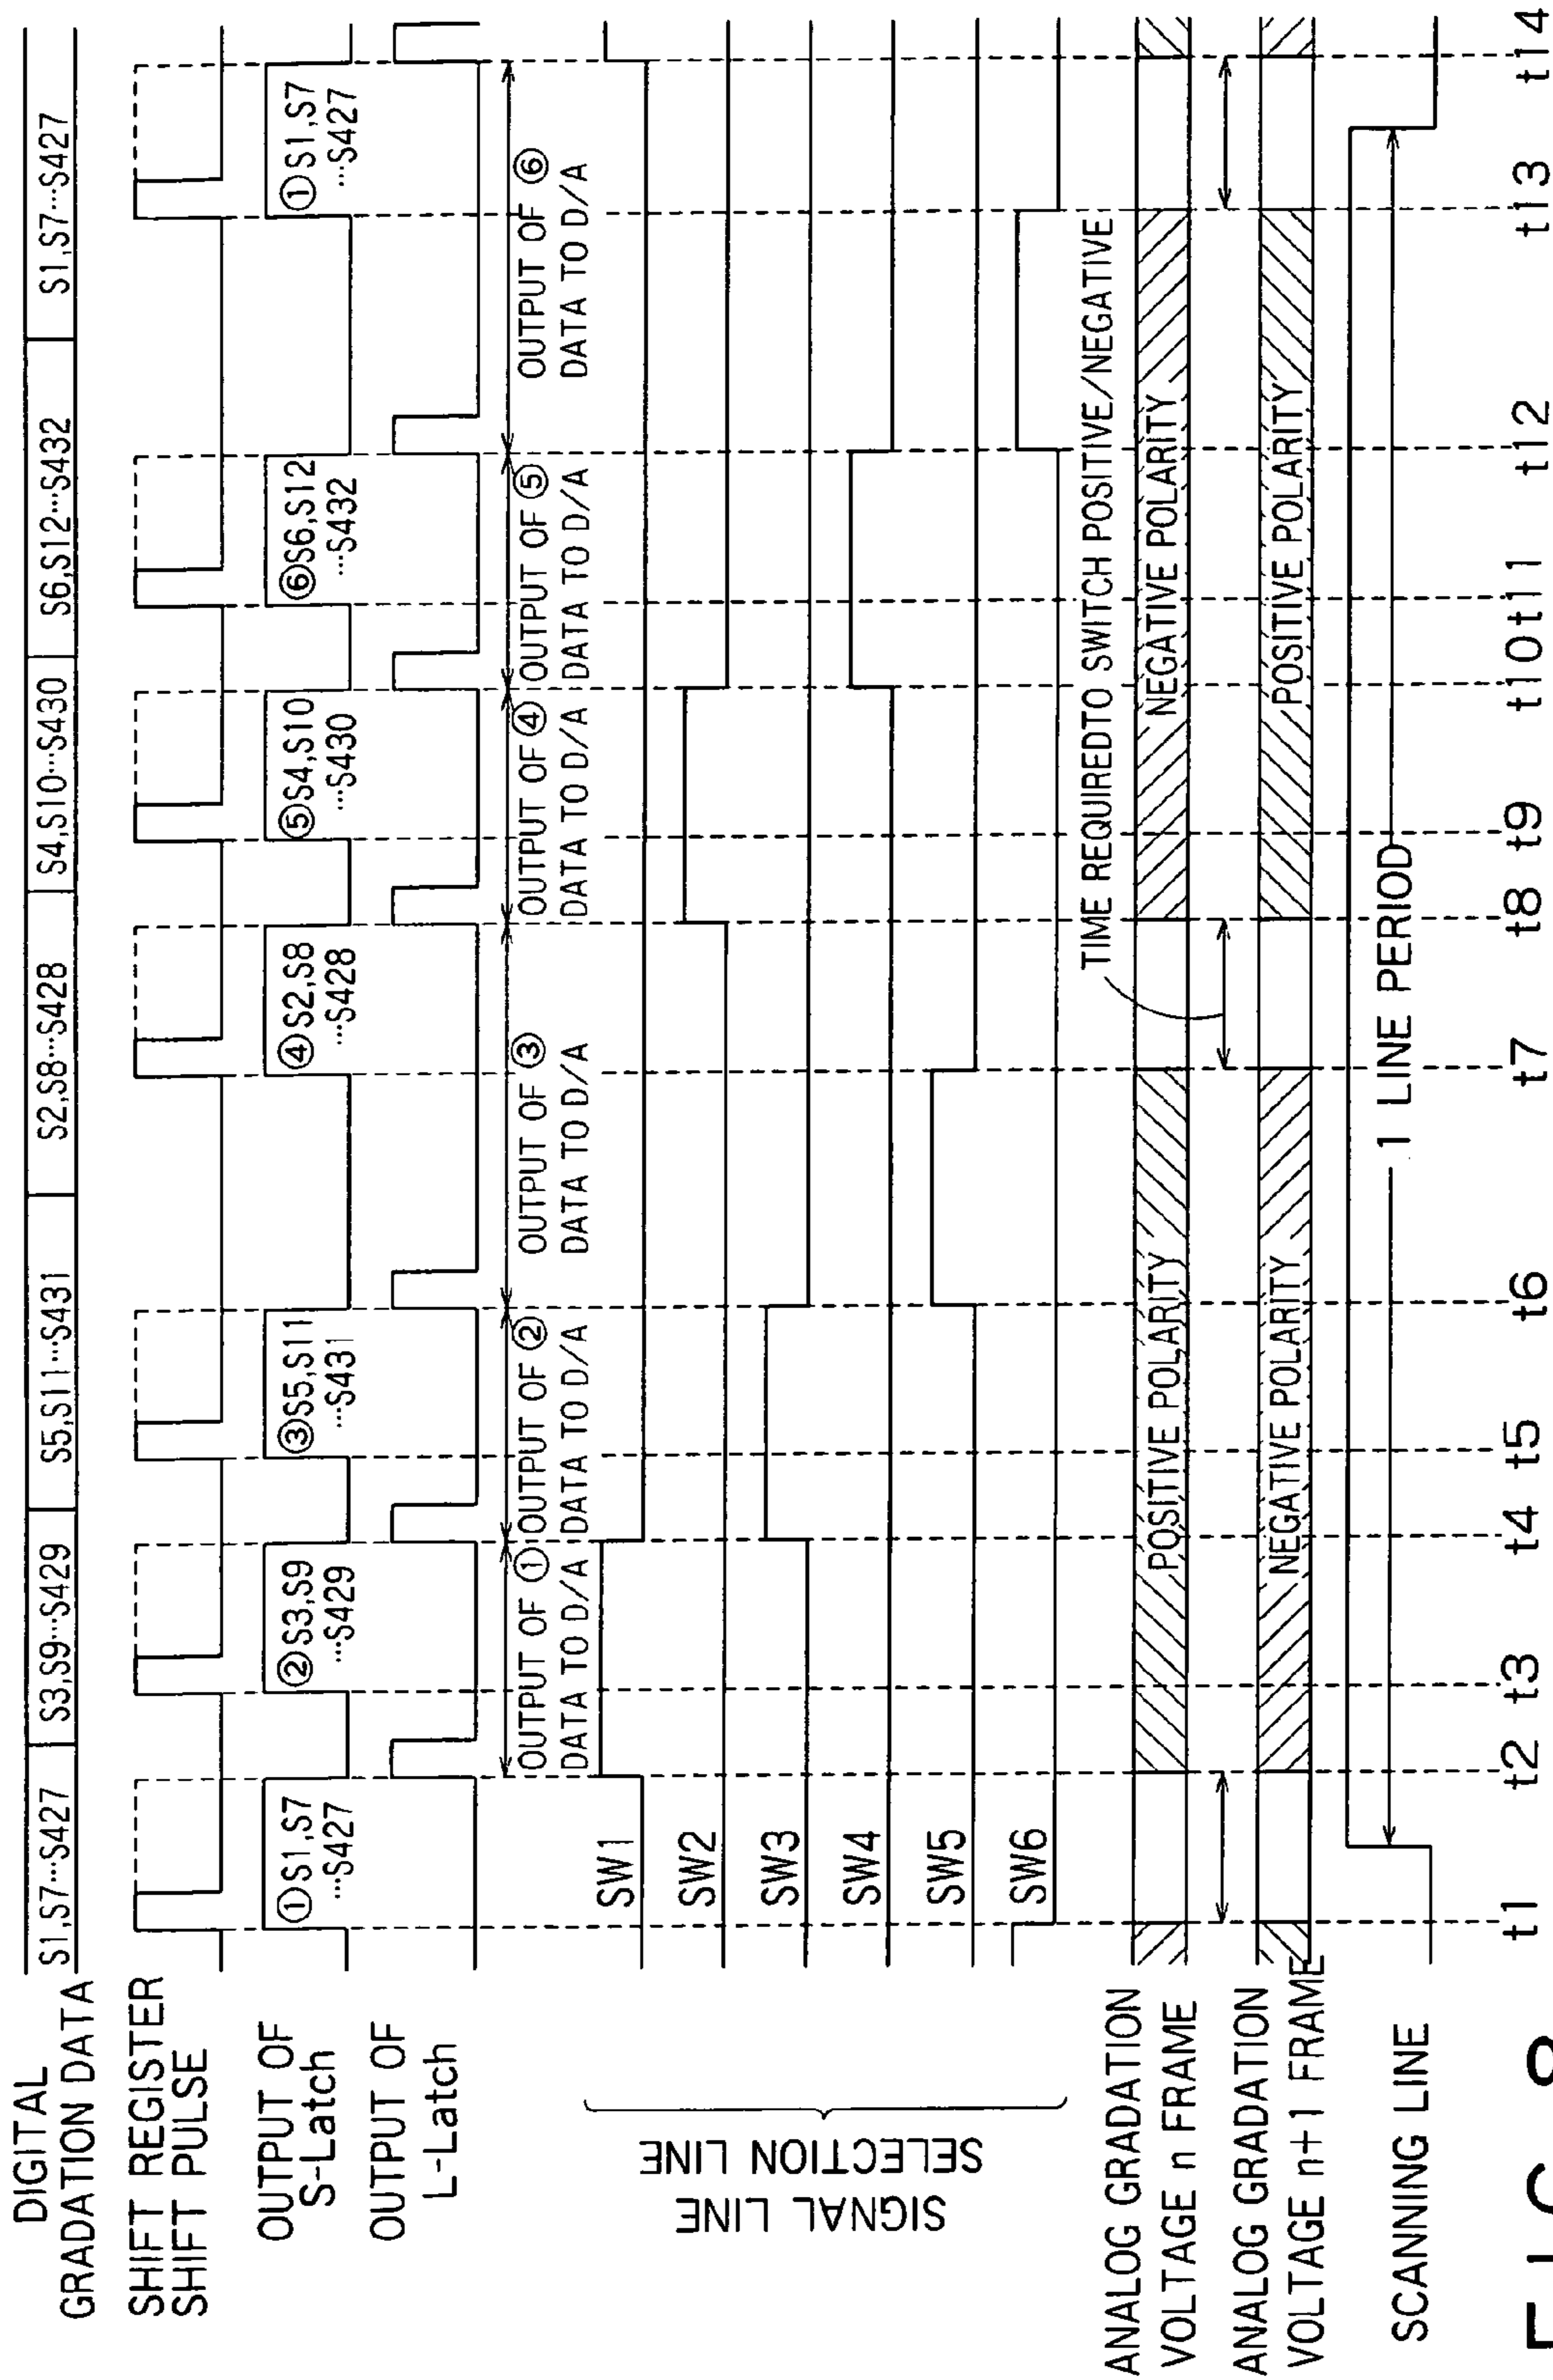 DIGITAL
GRADATION DATA
S1,S7···S427
S3,S9···S429
S5,S11···S431
S2,S8···S428
S4,S10···S430
S6,S12···S432
S1,S7···S427
SHIFT REGISTER
SHIFT PULSE
OUTPUT OF
S-Latch
①S1,S7
···S427
②S3,S9
···S429
③S5,S11
···S431
④S2,S8
···S428
⑤S4,S10
···S430
⑥S6,S12
···S432
①S1,S7
···S427
OUTPUT OF
L-Latch
OUTPUT OF ①
DATA TO D/A
OUTPUT OF ②
DATA TO D/A
OUTPUT OF ③
DATA TO D/A
OUTPUT OF ④
DATA TO D/A
OUTPUT OF ⑤
DATA TO D/A
OUTPUT OF ⑥
DATA TO D/A
SIGNAL LINE
SELECTION LINE
SW1
SW2
SW3
SW4
SW5
SW6
TIME REQUIREDTO SWITCH POSITIVE/NEGATIVE
ANALOG GRADATION
VOLTAGE n FRAME
POSITIVE POLARITY
NEGATIVE POLARITY
ANALOG GRADATION
VOLTAGE n+1 FRAME
NEGATIVE POLARITY
POSITIVE POLARITY
SCANNING LINE
1 LINE PERIOD
t1 t2 t3 t4 t5 t6 t7 t8 t9 t10 t11 t12 t13 t14